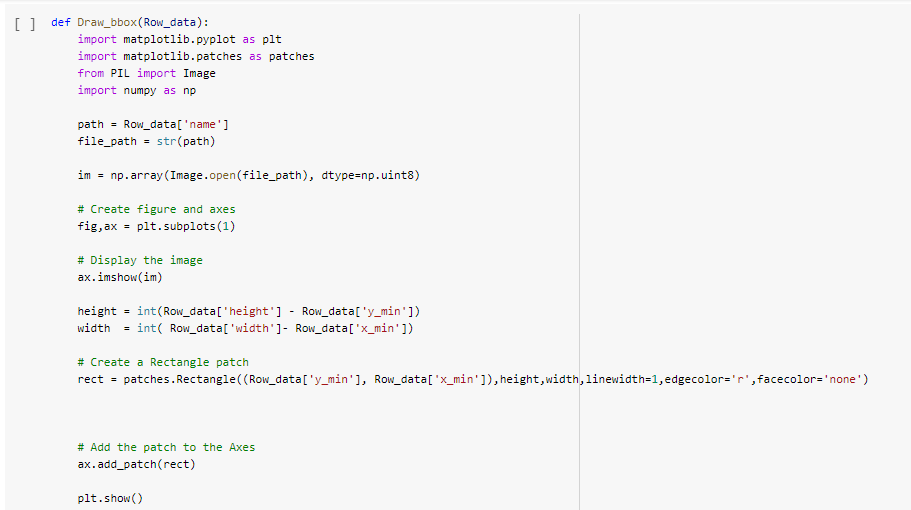 [ ] def Draw_bbox(Row_data):
    import matplotlib.pyplot as plt
    import matplotlib.patches as patches
    from PIL import Image
    import numpy as np

    path = Row_data['name']
    file_path = str(path)

    im = np.array(Image.open(file_path), dtype=np.uint8)

    # Create figure and axes
    fig,ax = plt.subplots(1)

    # Display the image
    ax.imshow(im)

    height = int(Row_data['height'] - Row_data['y_min'])
    width  = int( Row_data['width']- Row_data['x_min'])

    # Create a Rectangle patch
    rect = patches.Rectangle((Row_data['y_min'], Row_data['x_min']),height,width,linewidth=1,edgecolor='r',facecolor='none')

    # Add the patch to the Axes
    ax.add_patch(rect)

    plt.show()